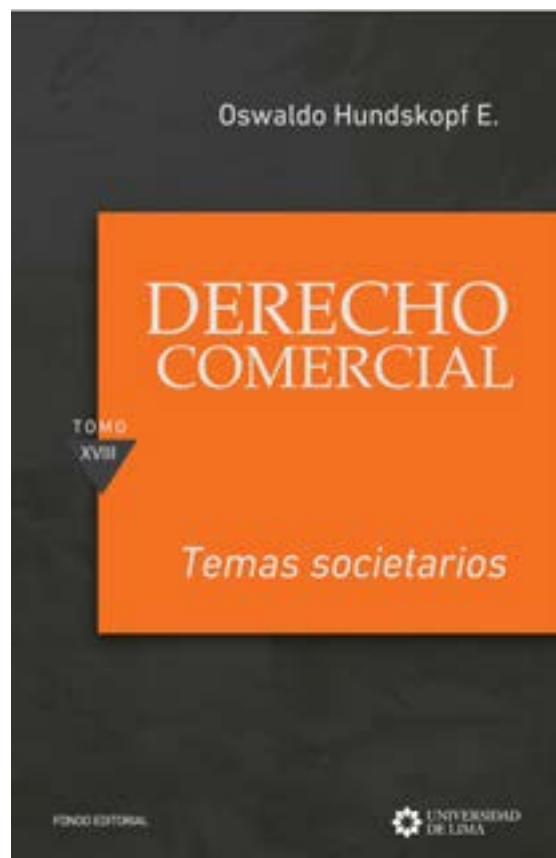 Oswaldo Hundskopf E.
DERECHO
COMERCIAL
TOMO
XVIII
Temas societarios
FONDO EDITORIAL
UNIVERSIDAD
DE LIMA